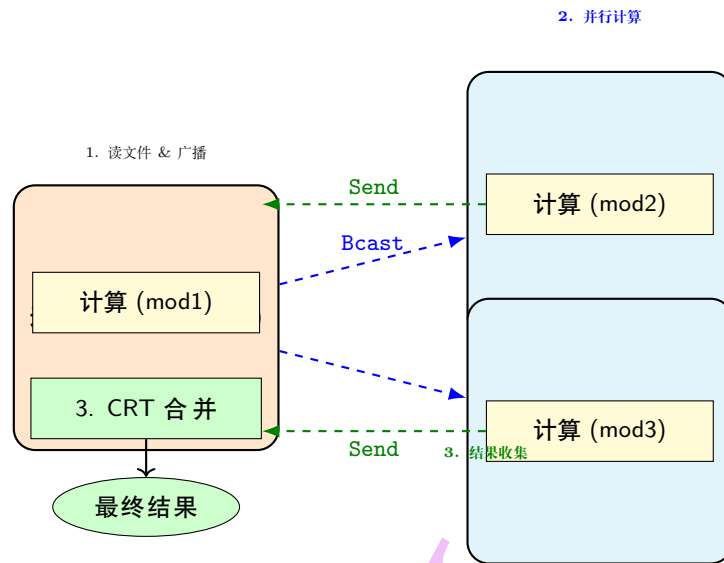 2. 并行计算
1. 读文件 & 广播
Send
计算 (mod2)
Bcast
计算 (mod1)
3. CRT 合并
计算 (mod3)
Send
3. 结果收集
最终结果